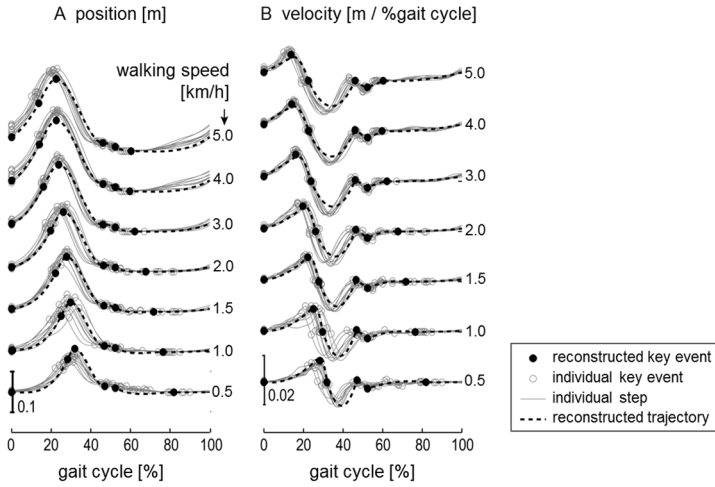 A position [m]
B velocity [m / %gait cycle]
walking speed
[km/h]
5.0
4.0
3.0
2.0
1.5
1.0
0.5
0.1
0 20 40 60 80 100
gait cycle [%]
5.0
4.0
3.0
2.0
1.5
1.0
0.5
0.02
0 20 40 60 80 100
gait cycle [%]
reconstructed key event
individual key event
individual step
reconstructed trajectory